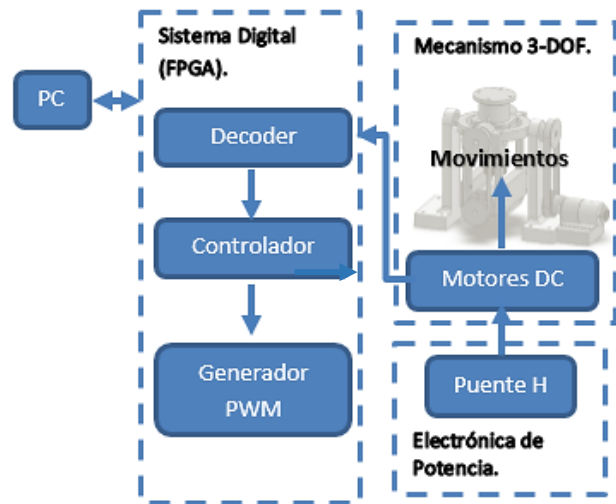 Sistema Digital
(FPGA).
PC
Decoder
Controlador
Generador
PWM
Mecanismo 3-DOF.
Movimientos
Motores DC
Puente H
Electrónica de
Potencia.